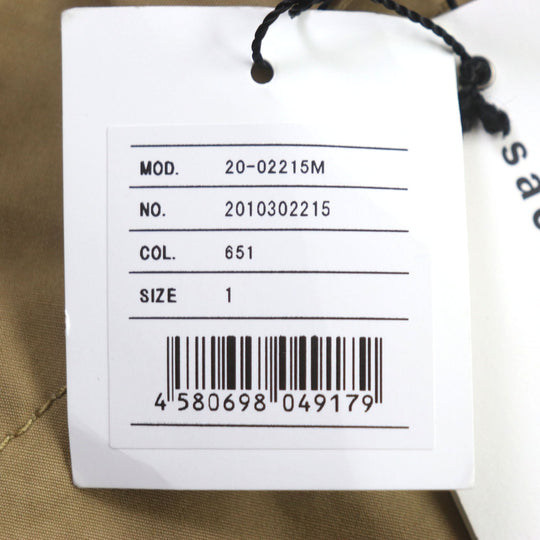 MOD. 20-02215M
NO. 2010302215
COL. 651
SIZE 1
4 580698 049179